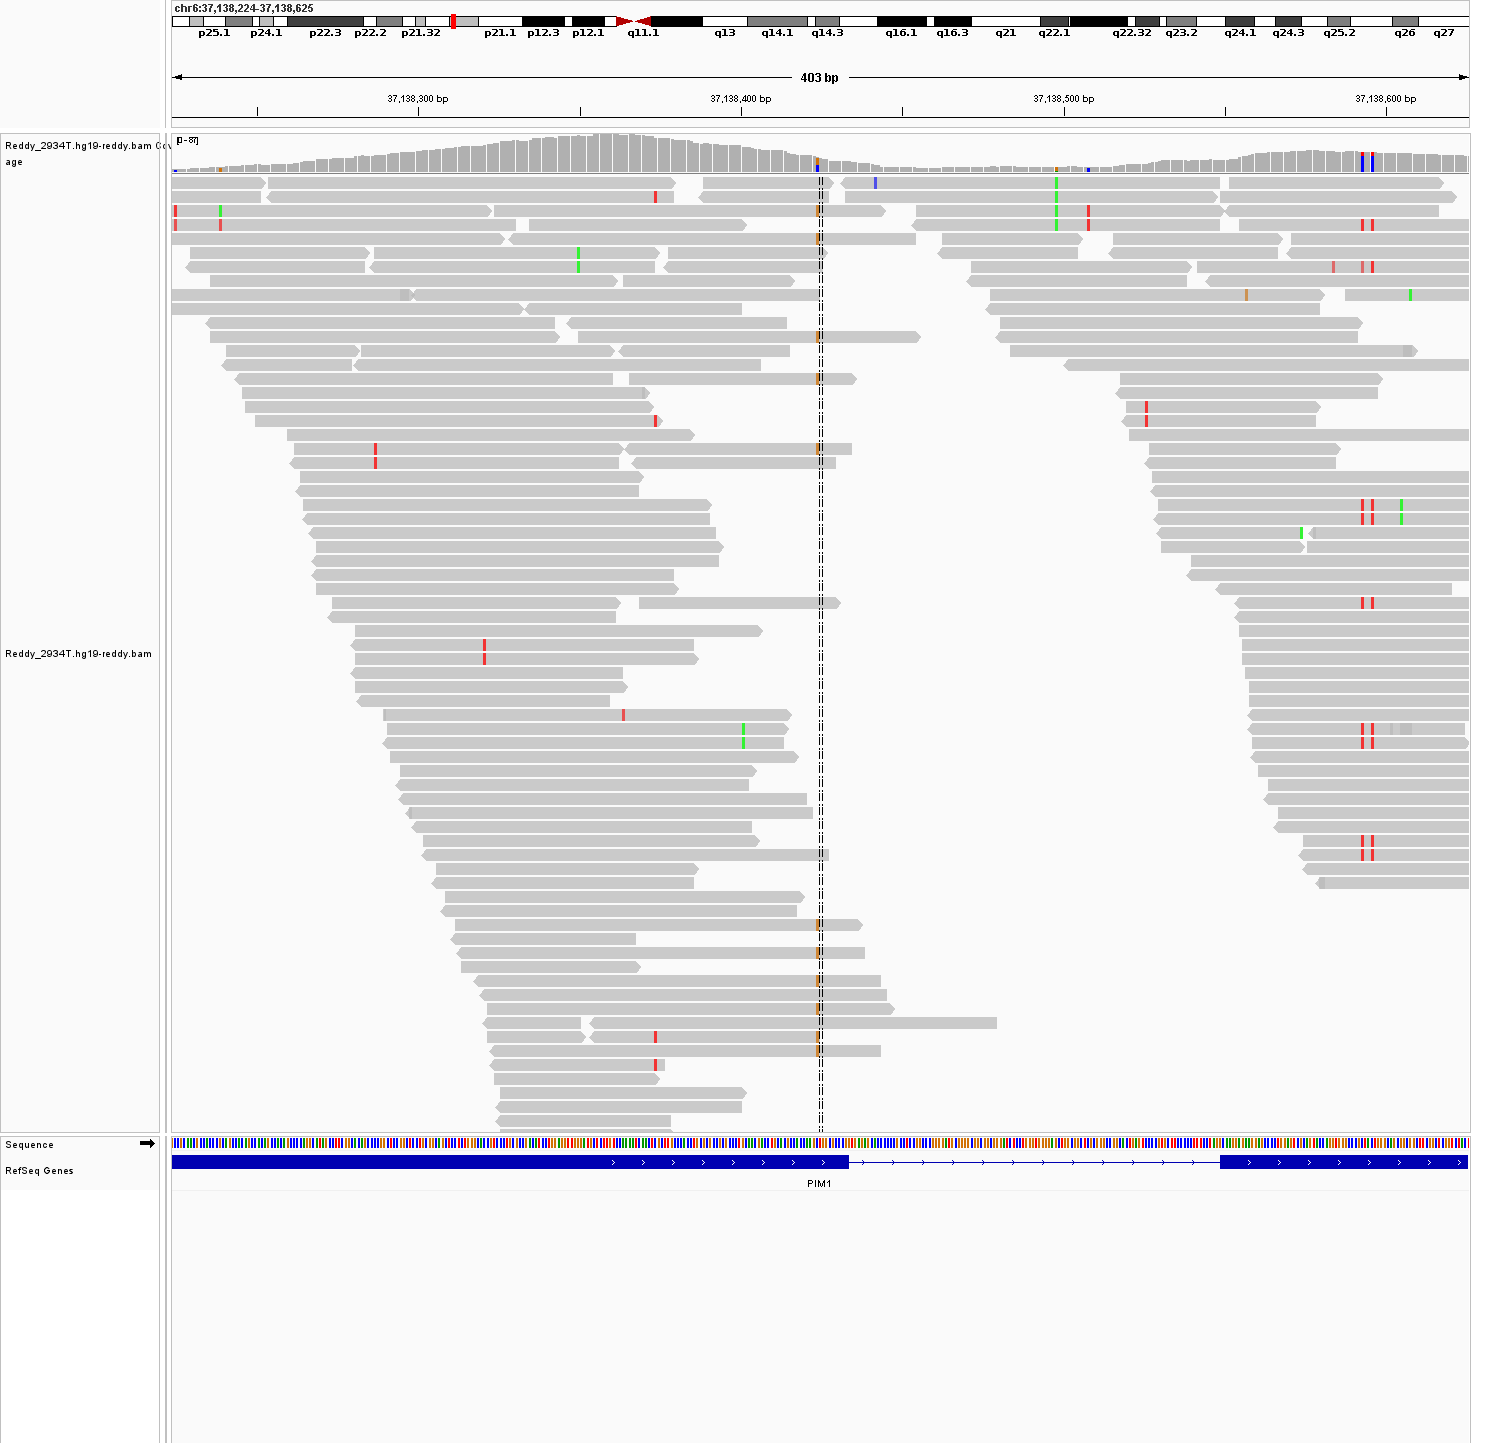 chr6:37,138,224-37,138,625
p25.1 p24.1 p22.3 p22.2 p21.32 p21.1 p12.3 p12.1 q11.1 q13 q14.1 q14.3 q16.1 q16.3 q21 q22.1 q22.32 q23.2 q24.1 q24.3 q25.2 q26 q27
403 bp
37,138,300 bp 37,138,400 bp 37,138,500 bp 37,138,600 bp
[0 - 87]
Reddy_2934T.hg19-reddy.bam Cov
age
Reddy_2934T.hg19-reddy.bam
Sequence
RefSeq Genes
PIM1